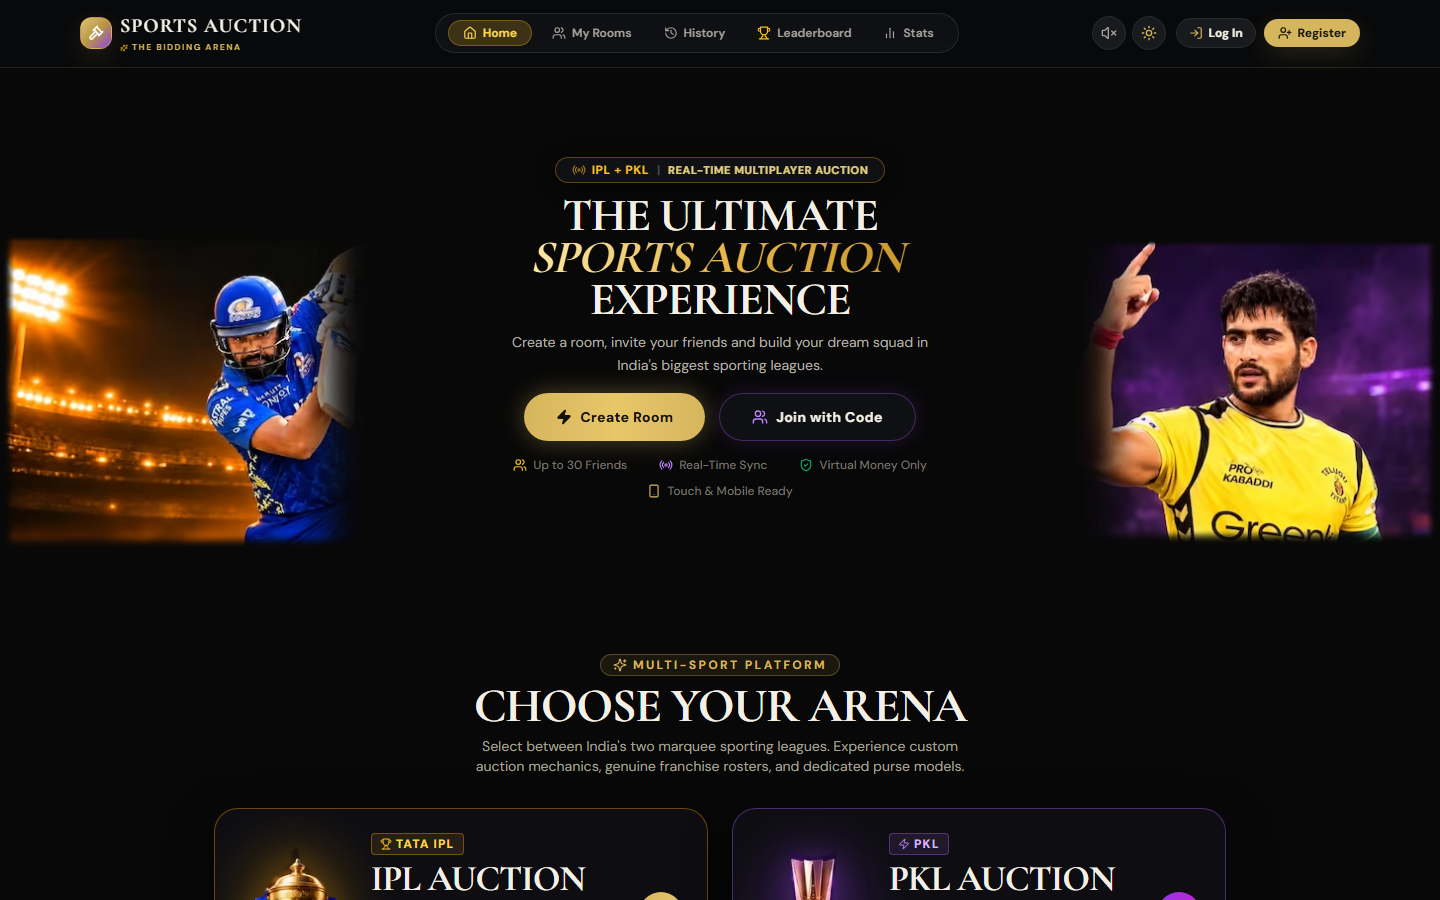 SPORTS AUCTION
THE BIDDING ARENA
Home
My Rooms
History
Leaderboard
Stats
Log In
Register
IPL + PKL | REAL-TIME MULTIPLAYER AUCTION
THE ULTIMATE
SPORTS AUCTION
EXPERIENCE
Create a room, invite your friends and build your dream squad in
India's biggest sporting leagues.
Create Room
Join with Code
Up to 30 Friends
Real-Time Sync
Virtual Money Only
Touch & Mobile Ready
PRO
KABADDI
TELUGU
Green
MULTI-SPORT PLATFORM
CHOOSE YOUR ARENA
Select between India's two marquee sporting leagues. Experience custom
auction mechanics, genuine franchise rosters, and dedicated purse models.
TATA IPL
IPL AUCTION
PKL
PKL AUCTION